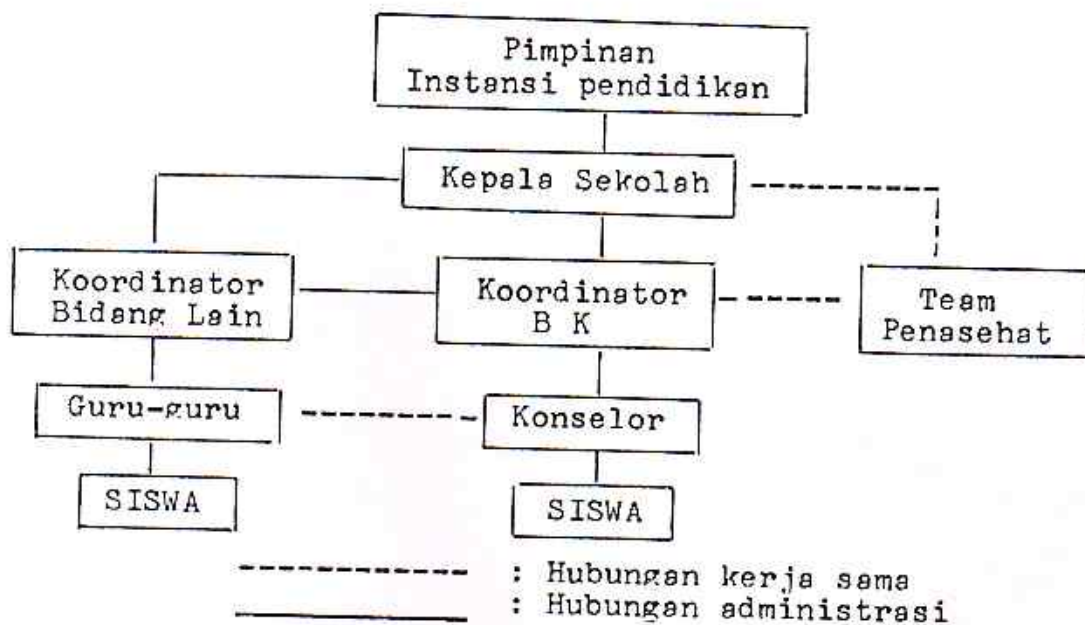 Pimpinan
Instansi pendidikan
Kepala Sekolah
Koordinator
Bidang Lain
Koordinator
B K
Team
Penasehat
Guru-guru
Konselor
SISWA
SISWA
: Hubungan kerja sama
: Hubungan administrasi